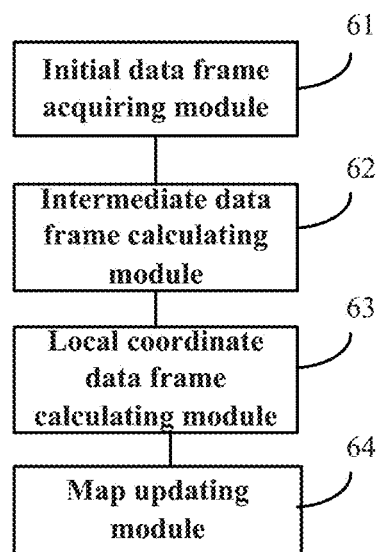 61
Initial data frame
acquiring module
62
Intermediate data
frame calculating
module
63
Local coordinate
data frame
calculating module
64
Map updating
module